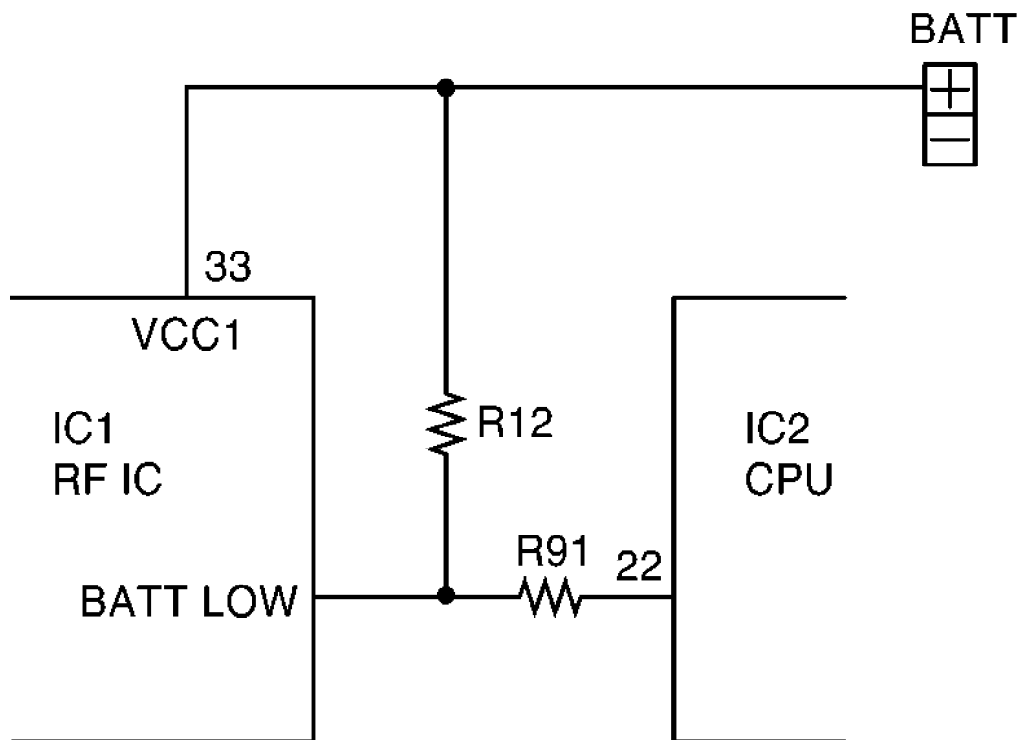 BATT
+
−
33
VCC1
IC1
RF IC
R12
IC2
CPU
R91
22
BATT LOW